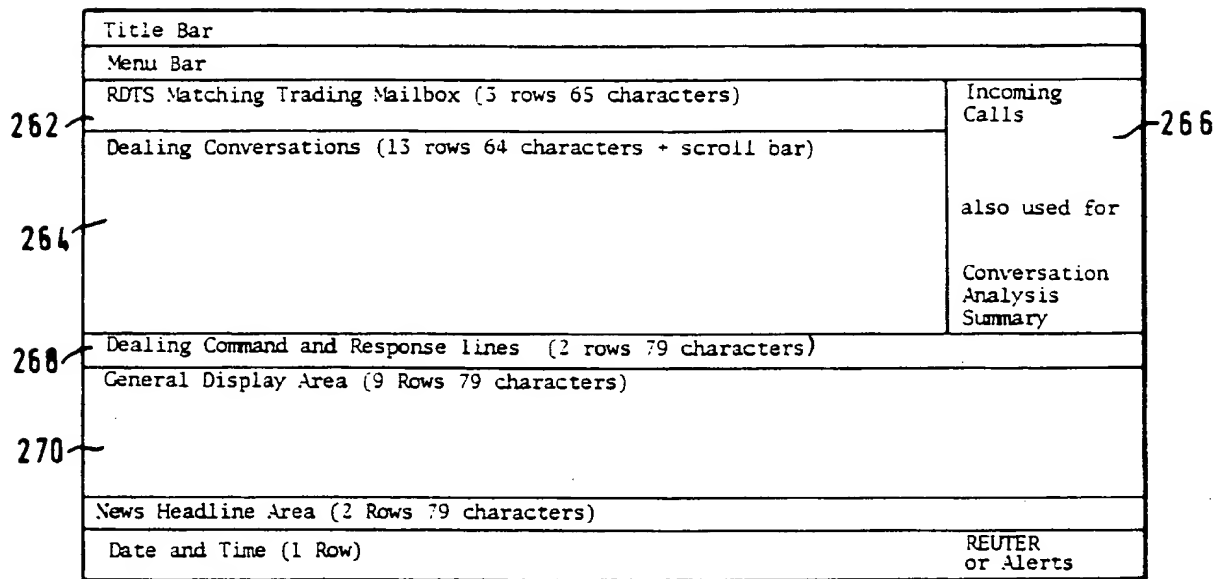 Title Bar
Menu Bar
RDTS Matching Trading Mailbox (3 rows 65 characters)
Incoming
Calls
262
266
Dealing Conversations (13 rows 64 characters + scroll bar)
also used for
264
Conversation
Analysis
Summary
268
Dealing Command and Response lines (2 rows 79 characters)
General Display Area (9 Rows 79 characters)
270
News Headline Area (2 Rows 79 characters)
Date and Time (1 Row)
REUTER
or Alerts